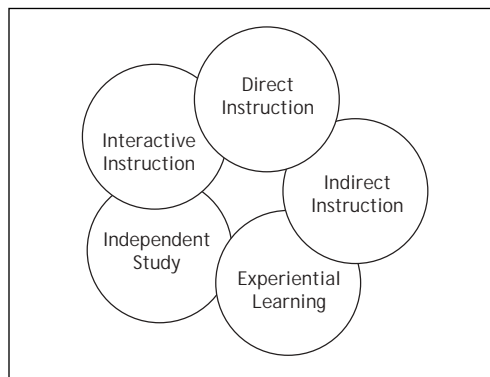 Direct
Instruction
Interactive
Instruction
Indirect
Instruction
Independent
Study
Experiential
Learning